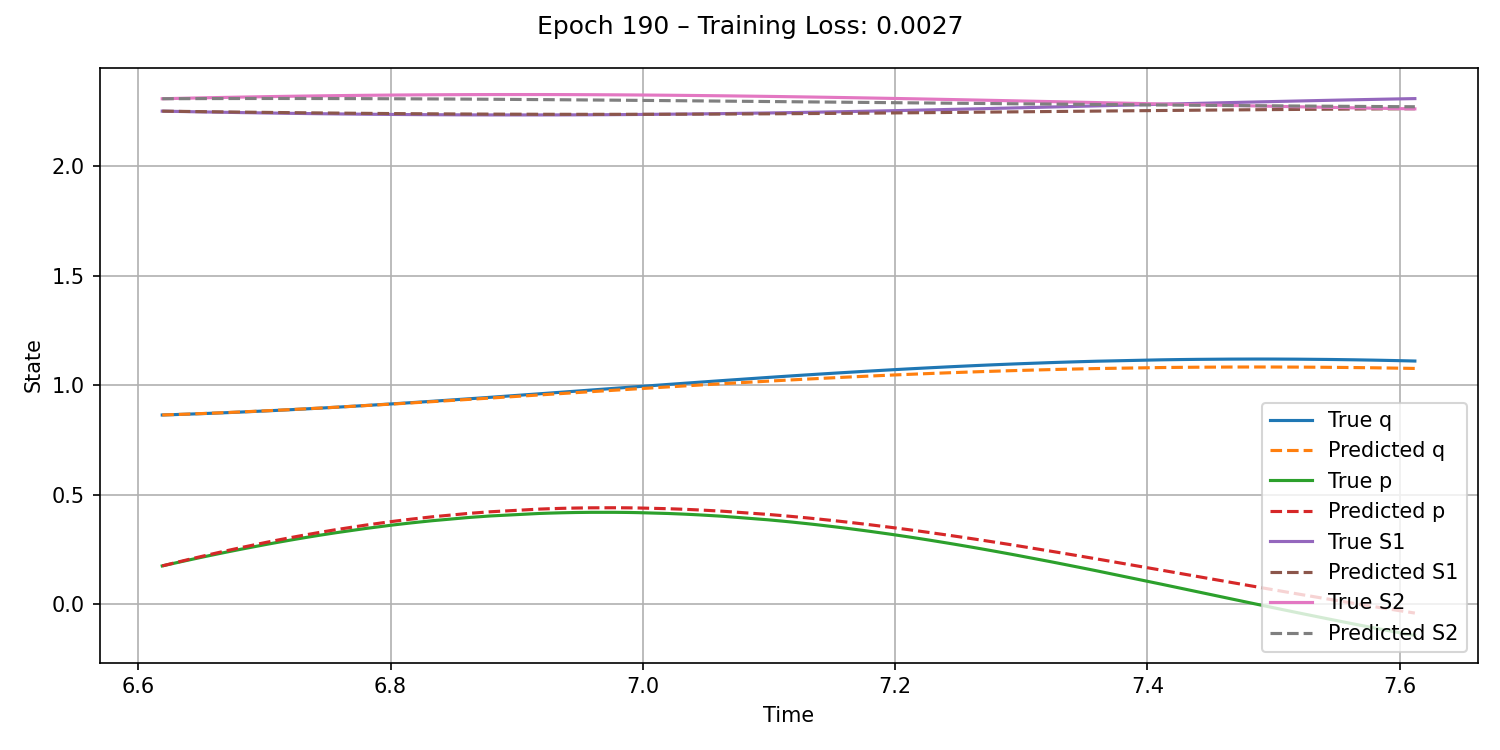 Epoch 190 – Training Loss: 0.0027
State
2.0
1.5
1.0
0.5
0.0
True q
Predicted q
True p
Predicted p
True S1
Predicted S1
True S2
Predicted S2
6.6 6.8 7.0 7.2 7.4 7.6
Time